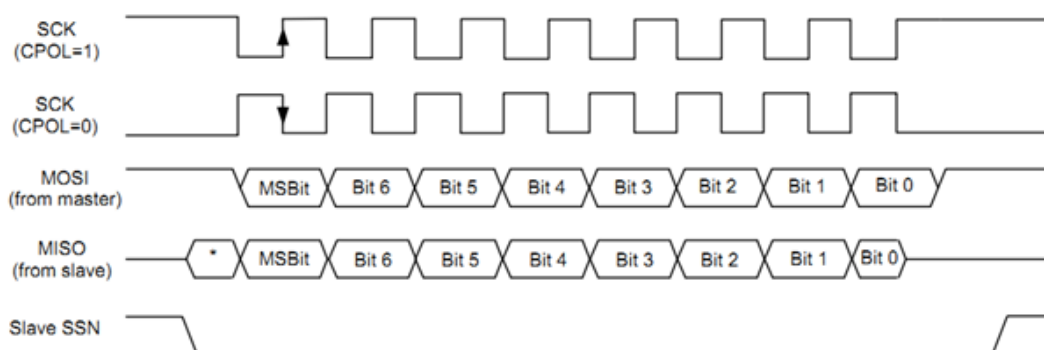 SCK
(CPOL=1)
SCK
(CPOL=0)
MOSI
(from master)
MSBit Bit 6 Bit 5 Bit 4 Bit 3 Bit 2 Bit 1 Bit 0
MISO
(from slave)
* MSBit Bit 6 Bit 5 Bit 4 Bit 3 Bit 2 Bit 1 Bit 0
Slave SSN